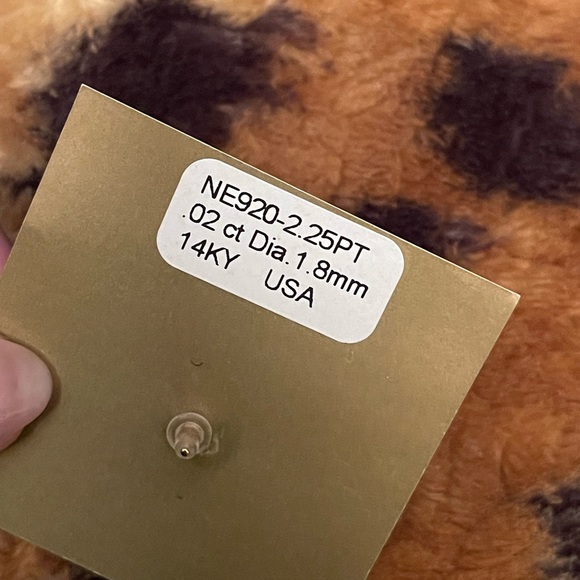 NE920-2.25PT
.02 ct Dia.1.8mm
14KY USA